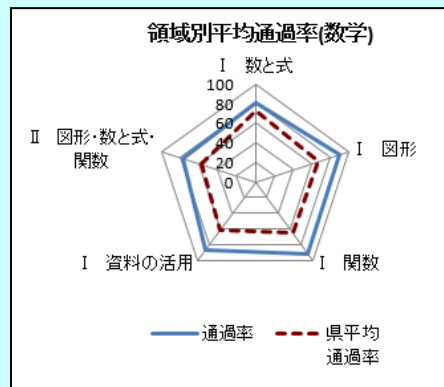 領域別平均通過率(数学)
Ⅰ 数と式
100
80
60
40
20
0
Ⅰ 図形
Ⅰ 関数
Ⅰ 資料の活用
Ⅱ 図形・数と式・
関数
通過率
県平均
通過率